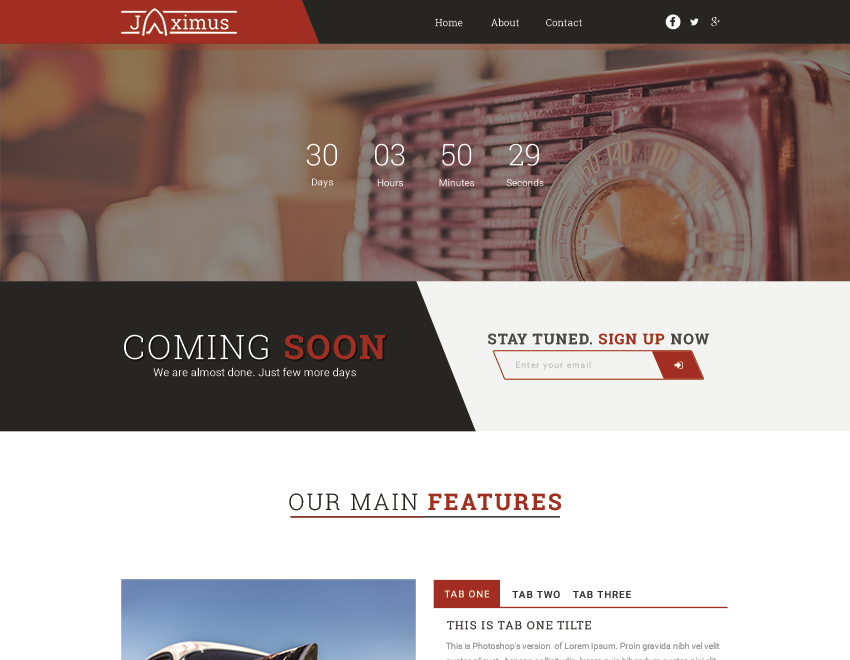 JAximus
Home About Contact
30 03 50 29
Days Hours Minutes Seconds
COMING SOON
We are almost done. Just few more days
STAY TUNED. SIGN UP NOW
Enter your email
OUR MAIN FEATURES
TAB ONE TAB TWO TAB THREE
THIS IS TAB ONE TILTE
This is Photoshop's version of Lorem Ipsum. Proin gravida nibh vel velit